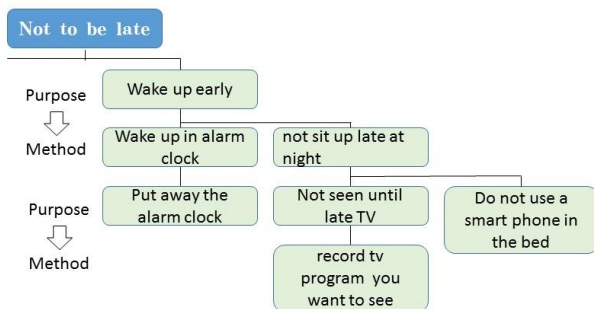 Not to be late
Purpose
Wake up early
Method
Wake up in alarm
clock
not sit up late at
night
Purpose
Put away the
alarm clock
Not seen until
late TV
Do not use a
smart phone in
the bed
Method
record tv
program you
want to see